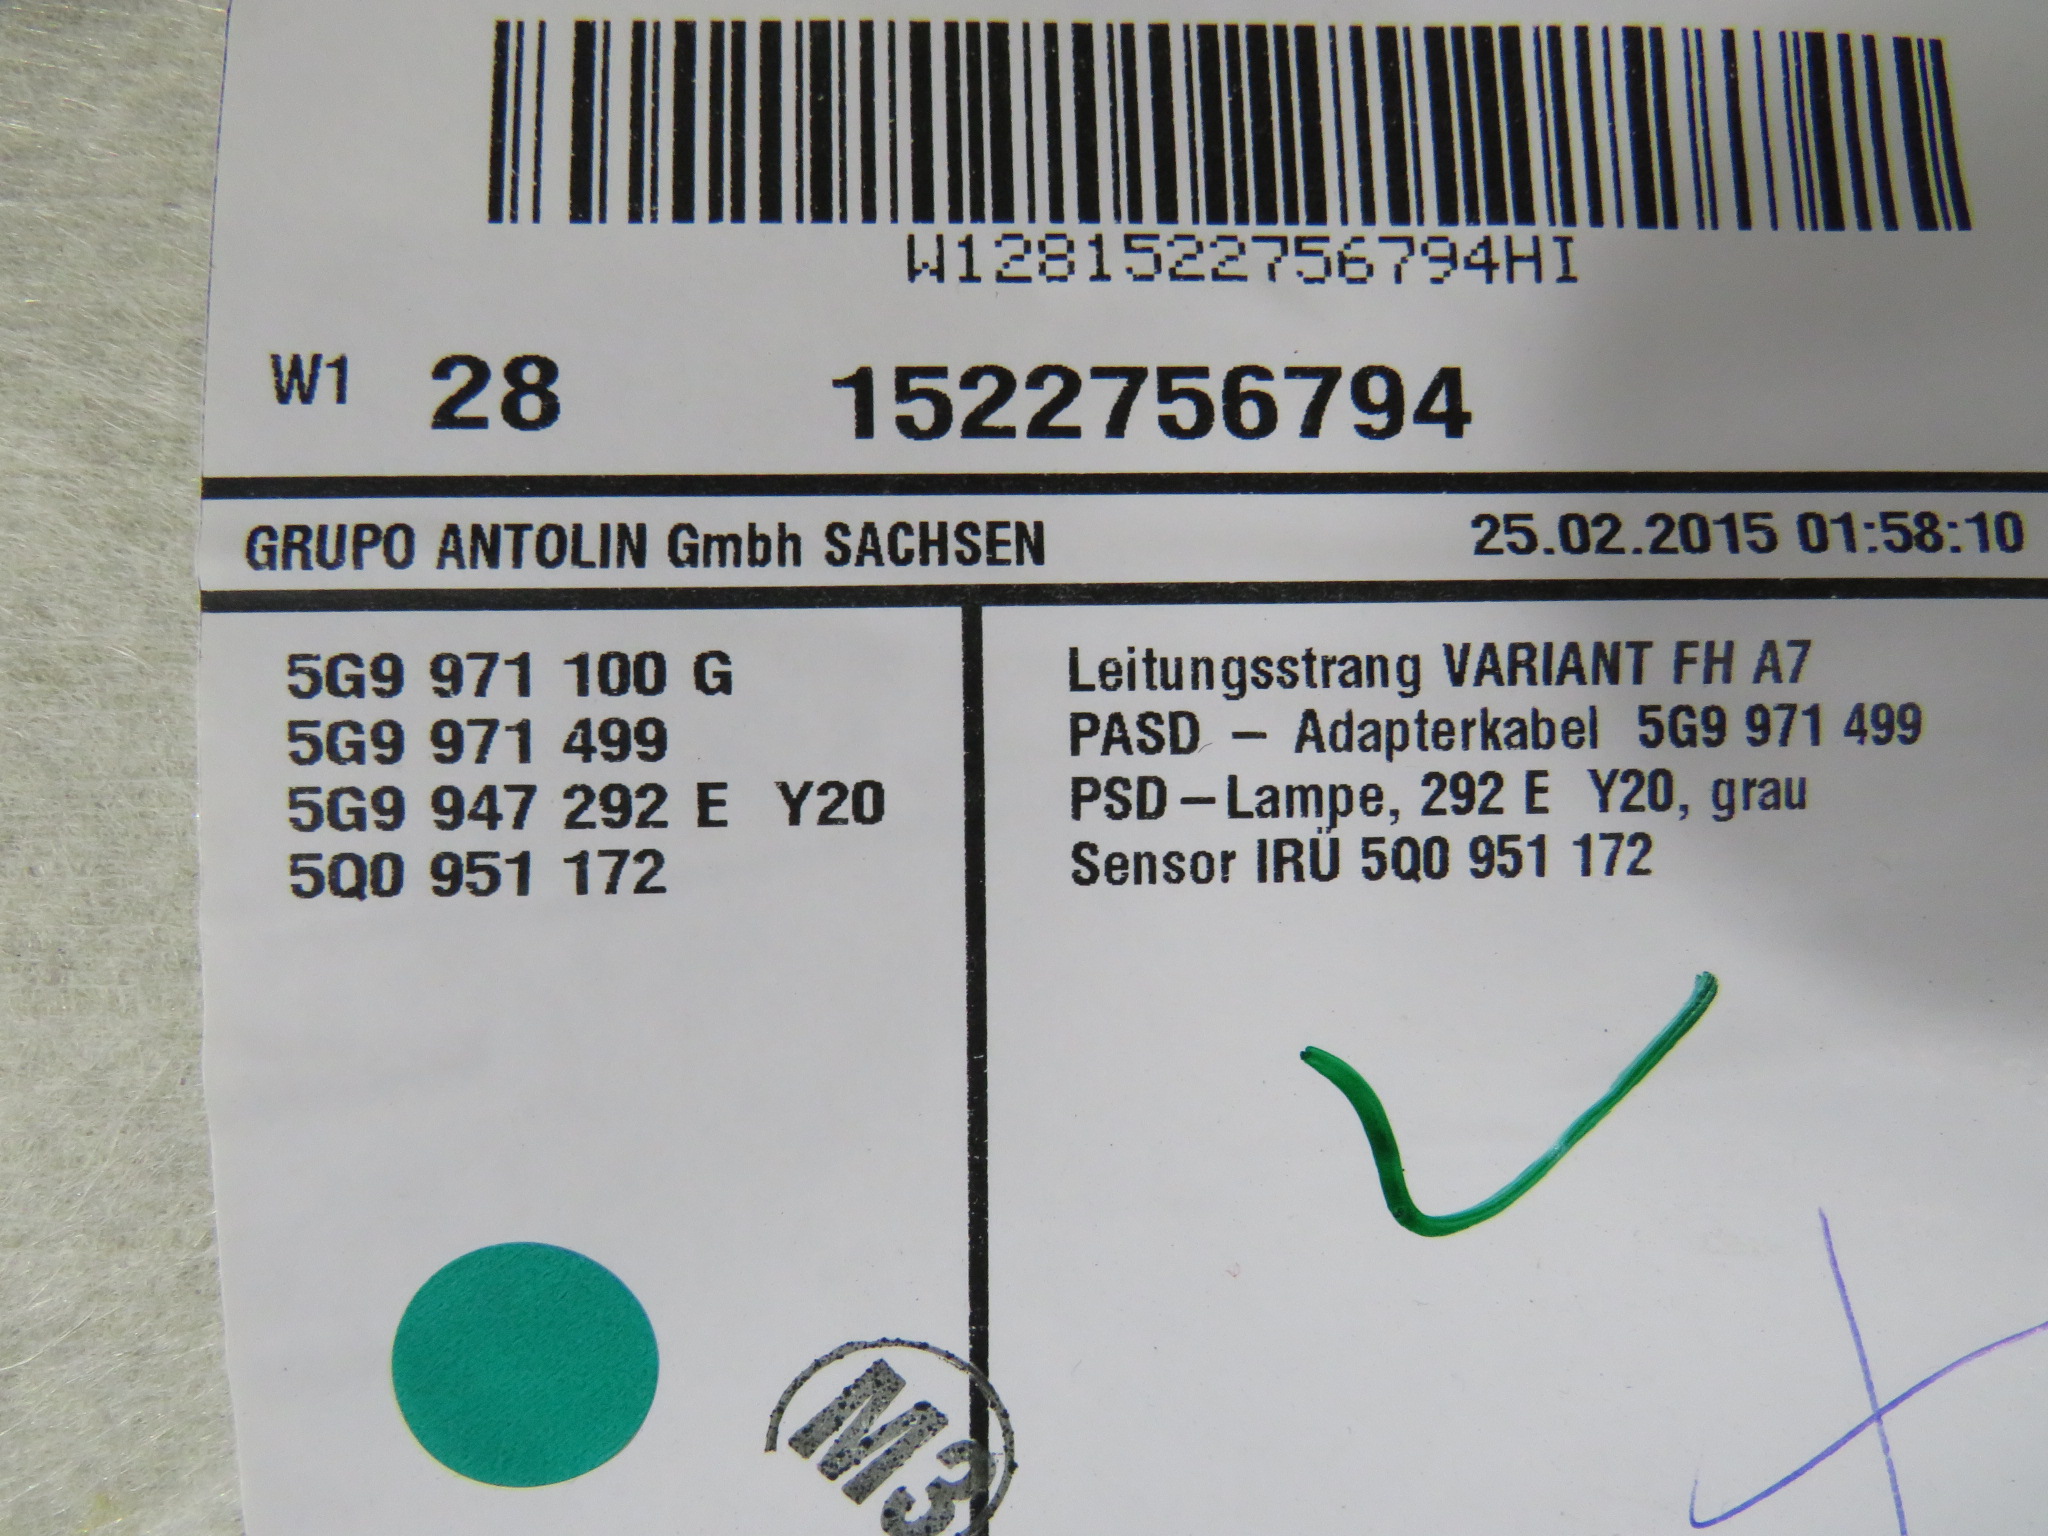 W1281522756794HI
W1 28 1522756794
GRUPO ANTOLIN Gmbh SACHSEN 25.02.2015 01:58:10
5G9 971 100 G
5G9 971 499
5G9 947 292 E Y20
5Q0 951 172
Leitungsstrang VARIANT FH A7
PASD - Adapterkabel 5G9 971 499
PSD-Lampe, 292 E Y20, grau
Sensor IRÜ 5Q0 951 172
M3